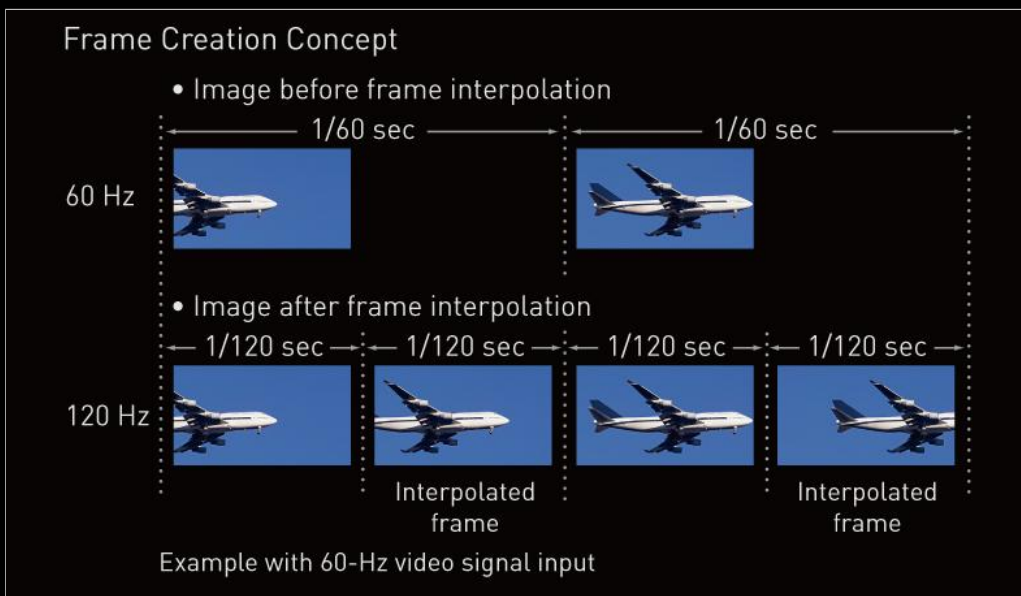 Frame Creation Concept
• Image before frame interpolation
1/60 sec 1/60 sec
60 Hz
• Image after frame interpolation
1/120 sec 1/120 sec 1/120 sec 1/120 sec
120 Hz
Interpolated frame
Interpolated frame
Example with 60-Hz video signal input